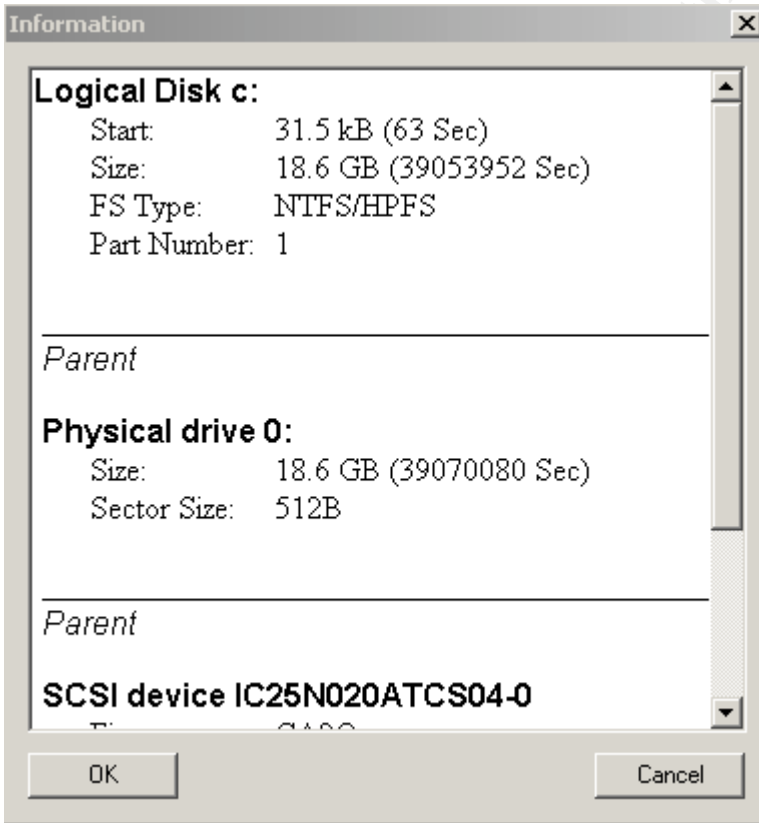 Information
Logical Disk c:
Start: 31.5 kB (63 Sec)
Size: 18.6 GB (39053952 Sec)
FS Type: NTFS/HPFS
Part Number: 1
Parent
Physical drive 0:
Size: 18.6 GB (39070080 Sec)
Sector Size: 512B
Parent
SCSI device IC25N020ATCS04-0
OK Cancel